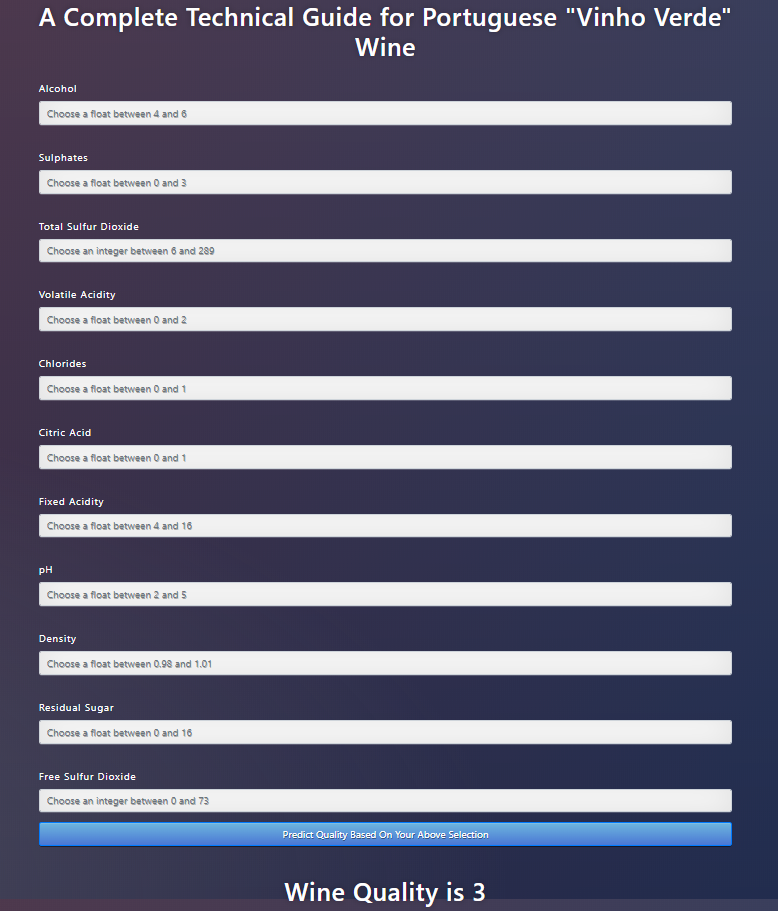 A Complete Technical Guide for Portuguese "Vinho Verde"
Wine
Alcohol
Choose a float between 4 and 6
Sulphates
Choose a float between 0 and 3
Total Sulfur Dioxide
Choose an integer between 6 and 289
Volatile Acidity
Choose a float between 0 and 2
Chlorides
Choose a float between 0 and 1
Citric Acid
Choose a float between 0 and 1
Fixed Acidity
Choose a float between 4 and 16
pH
Choose a float between 2 and 5
Density
Choose a float between 0.98 and 1.01
Residual Sugar
Choose a float between 0 and 16
Free Sulfur Dioxide
Choose an integer between 0 and 73
Predict Quality Based On Your Above Selection
Wine Quality is 3